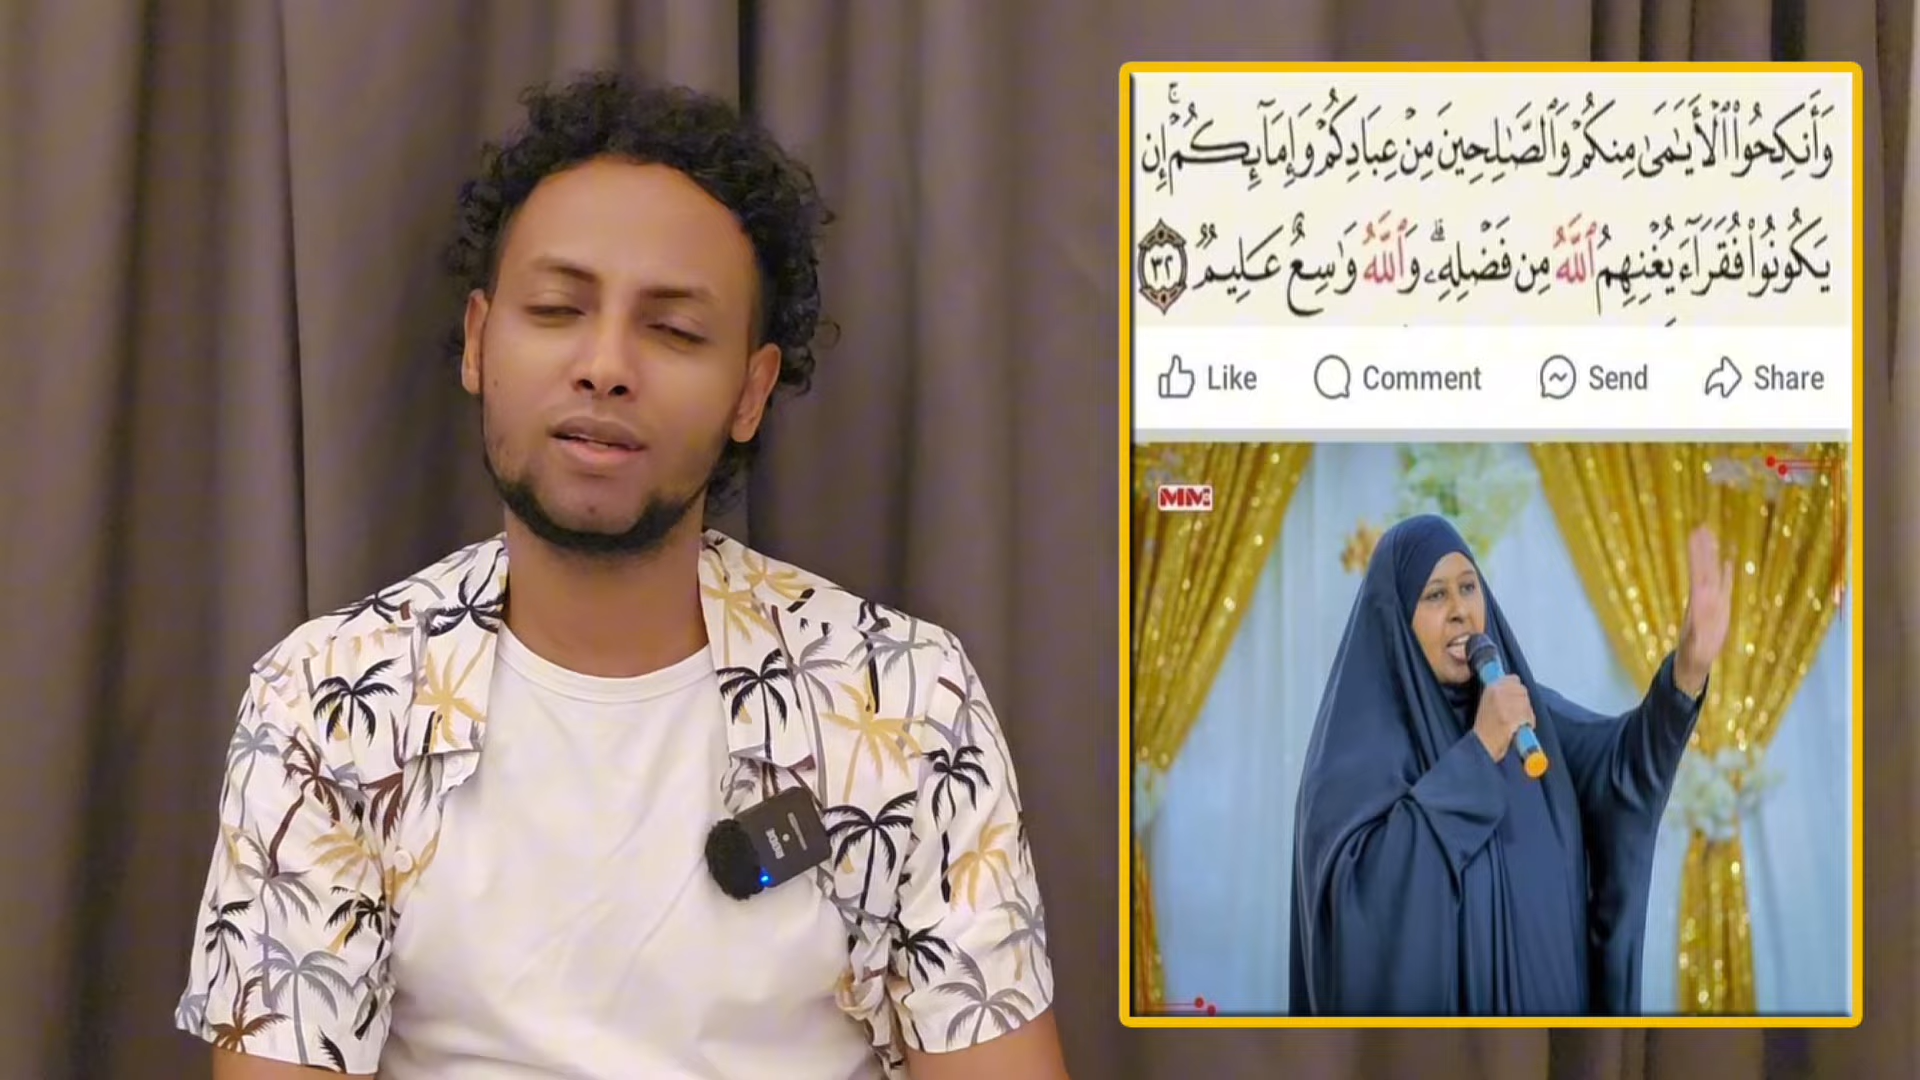 وَأَنكِحُوا۟ ٱلْأَيَـٰمَىٰ مِنكُمْ وَٱلصَّـٰلِحِينَ مِنْ عِبَادِكُمْ وَإِمَآئِكُمْ ۚ إِن
يَكُونُوا۟ فُقَرَآءَ يُغْنِهِمُ ٱللَّهُ مِن فَضْلِهِۦ ۗ وَٱللَّهُ وَٰسِعٌ عَلِيمٌ ٣٢
Like Comment Send Share
MM
RØDE